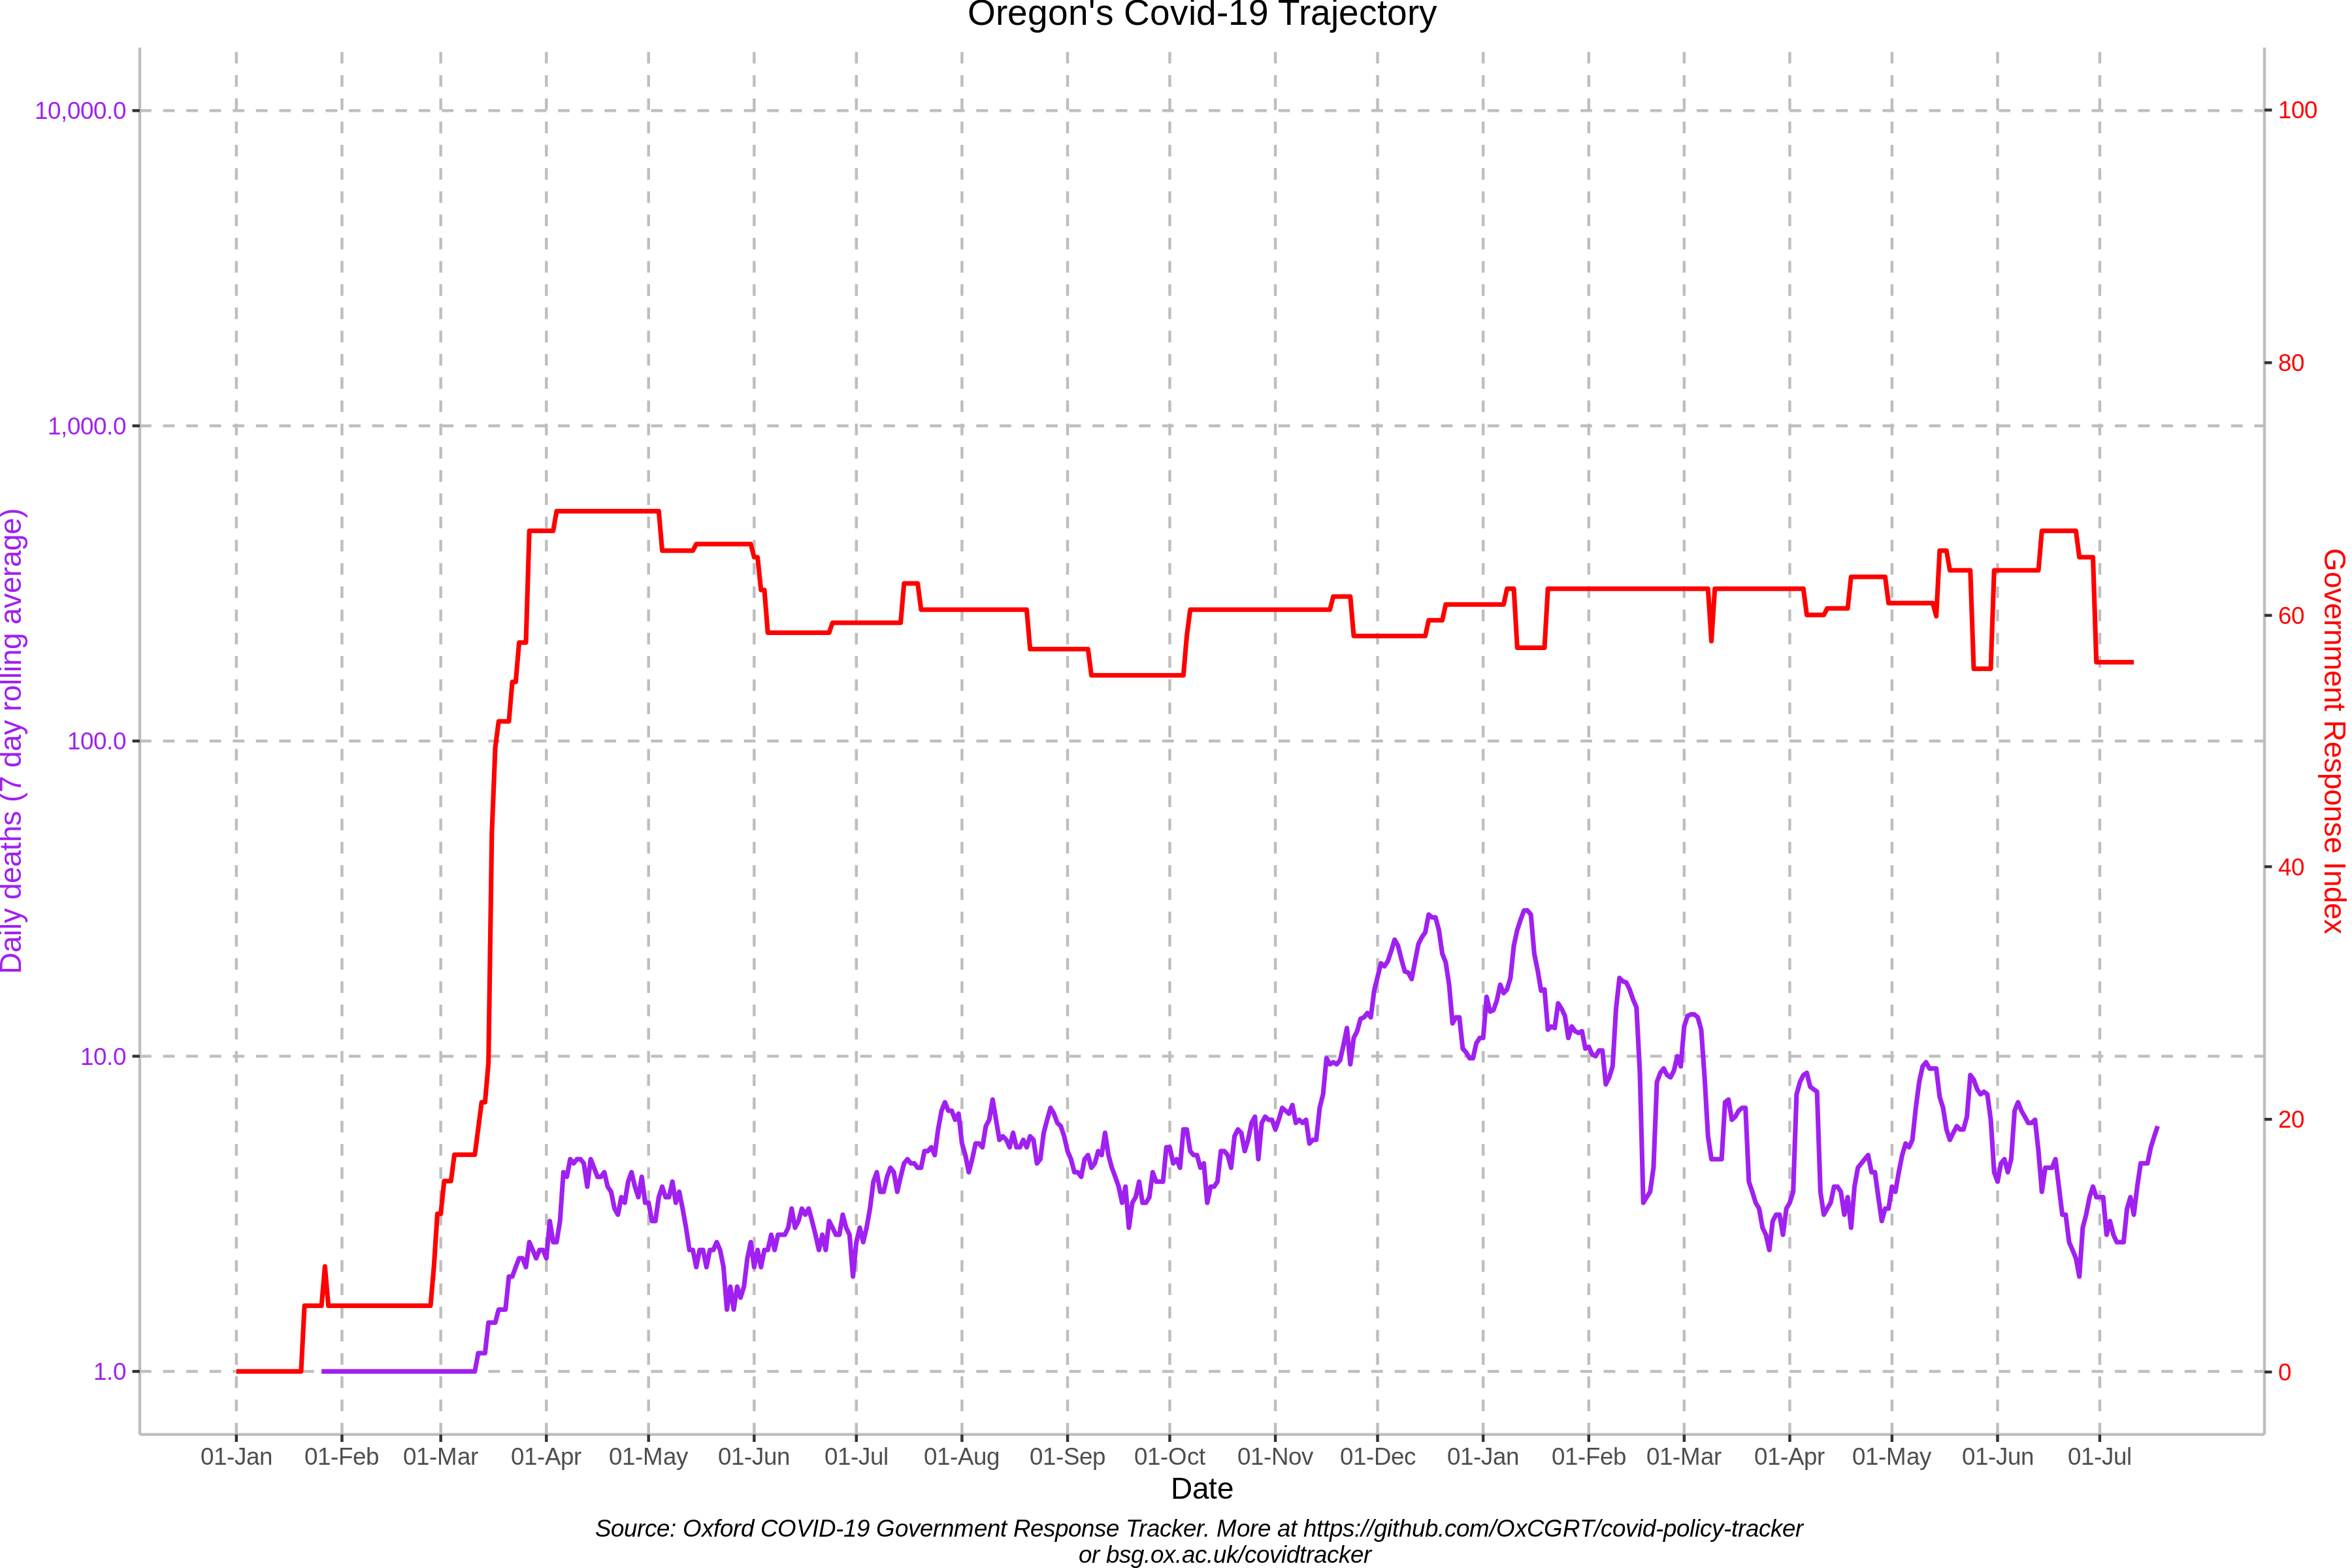 Oregon's Covid-19 Trajectory
10,000.0
1,000.0
100.0
10.0
1.0
Daily deaths (7 day rolling average)
100
80
60
40
20
0
Government Response Index
01-Jan 01-Feb 01-Mar 01-Apr 01-May 01-Jun 01-Jul 01-Aug 01-Sep 01-Oct 01-Nov 01-Dec 01-Jan 01-Feb 01-Mar 01-Apr 01-May 01-Jun 01-Jul
Date
Source: Oxford COVID-19 Government Response Tracker. More at https://github.com/OxCGRT/covid-policy-tracker
or bsg.ox.ac.uk/covidtracker